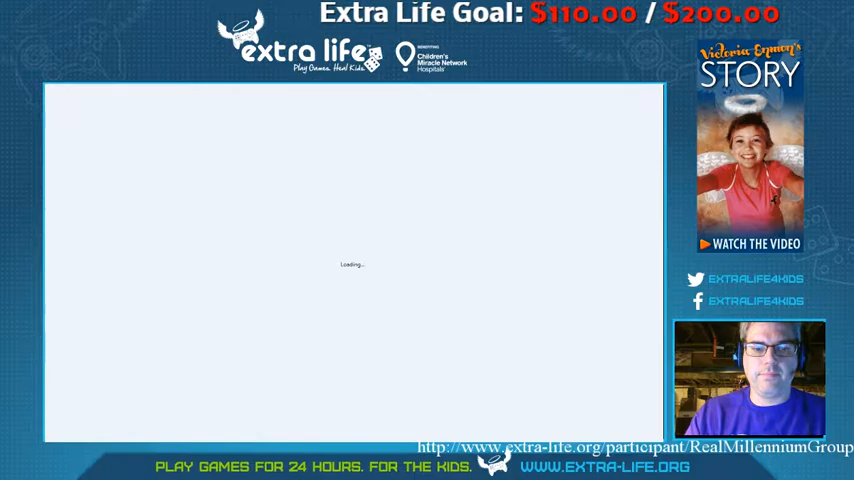 Extra Life Goal: $110.00 / $200.00
extra life
Play Games. Heal Kids.
BENEFITING
Children's
Miracle Network
Hospitals
Victoria Enmon's
STORY
WATCH THE VIDEO
EXTRALIFE4KIDS
EXTRALIFE4KIDS
Loading...
http://www.extra-life.org/participant/RealMillenniumGroup
PLAY GAMES FOR 24 HOURS. FOR THE KIDS.
WWW.EXTRA-LIFE.ORG